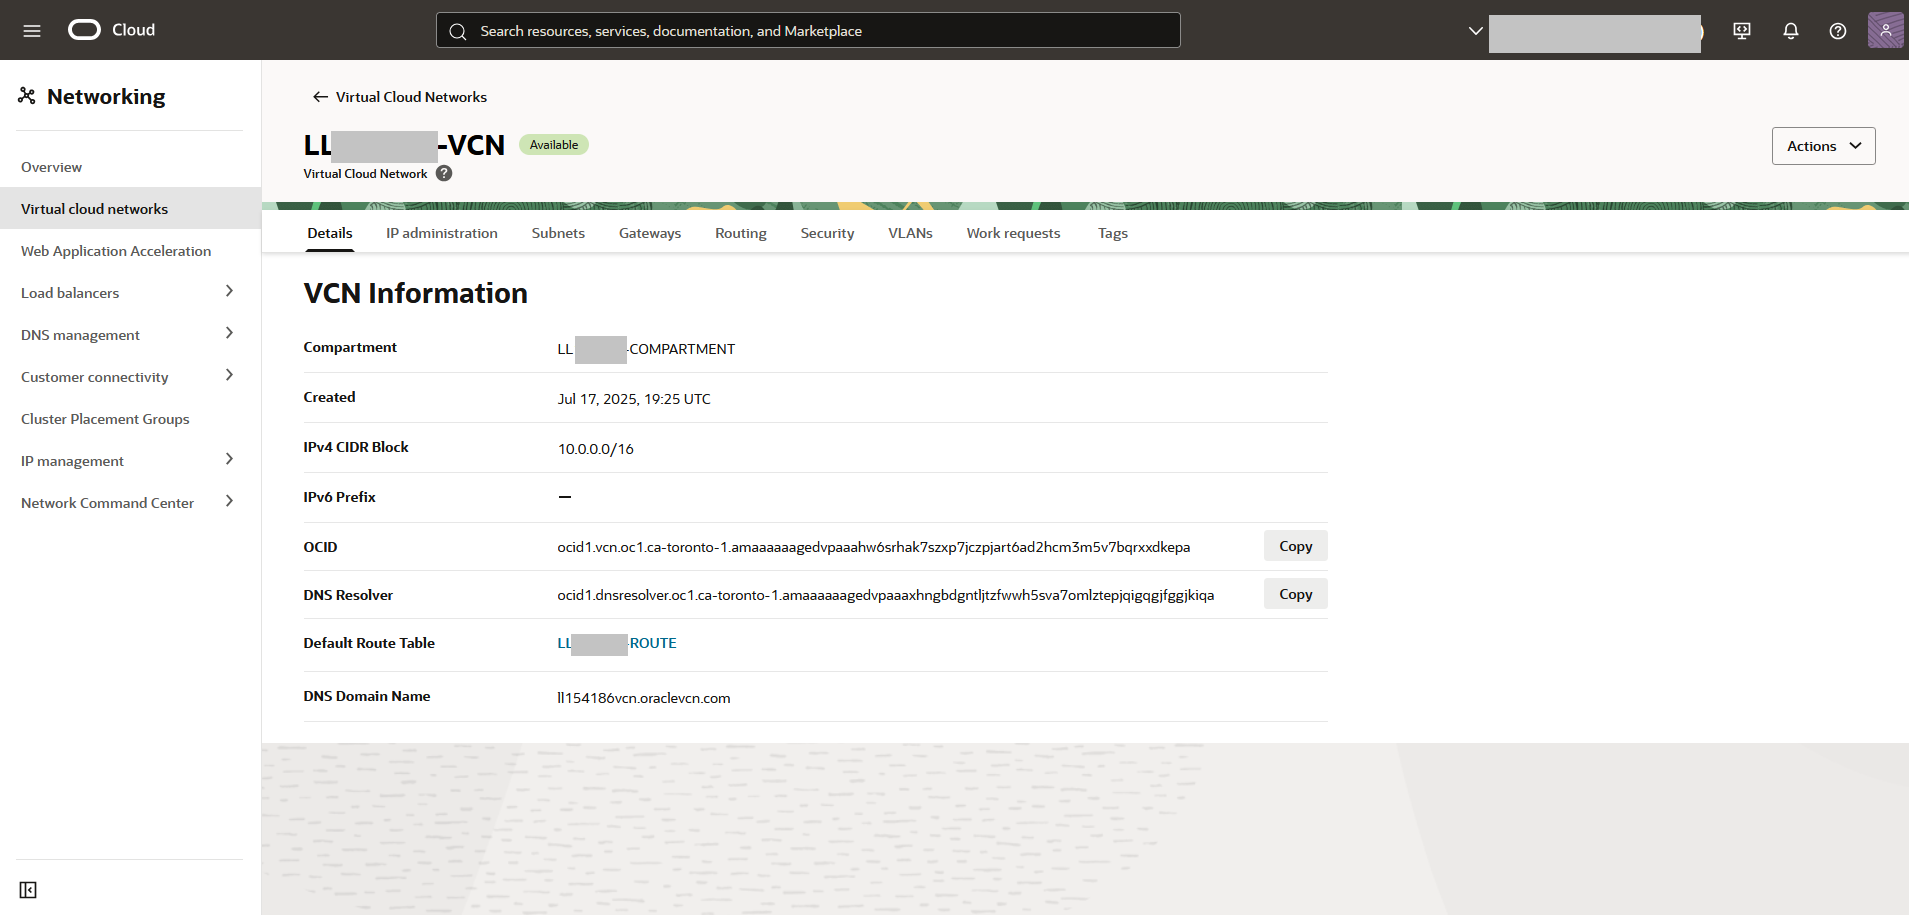 Cloud
Search resources, services, documentation, and Marketplace
Networking
Overview
Virtual cloud networks
Web Application Acceleration
Load balancers
DNS management
Customer connectivity
Cluster Placement Groups
IP management
Network Command Center
Virtual Cloud Networks
LL -VCN Available
Virtual Cloud Network ?
Actions
Details IP administration Subnets Gateways Routing Security VLANs Work requests Tags
VCN Information
Compartment LL -COMPARTMENT
Created Jul 17, 2025, 19:25 UTC
IPv4 CIDR Block 10.0.0.0/16
IPv6 Prefix —
OCID ocid1.vcn.oc1.ca-toronto-1.amaaaaaagedvpaaahw6srhak7szxp7jczpjart6ad2hcm3m5v7bqrxxdkepa Copy
DNS Resolver ocid1.dnsresolver.oc1.ca-toronto-1.amaaaaaagedvpaaaxhngbdgntljtzfwwh5sva7omlztepjqigqgjfggjkiqa Copy
Default Route Table LL -ROUTE
DNS Domain Name ll154186vcn.oraclevcn.com